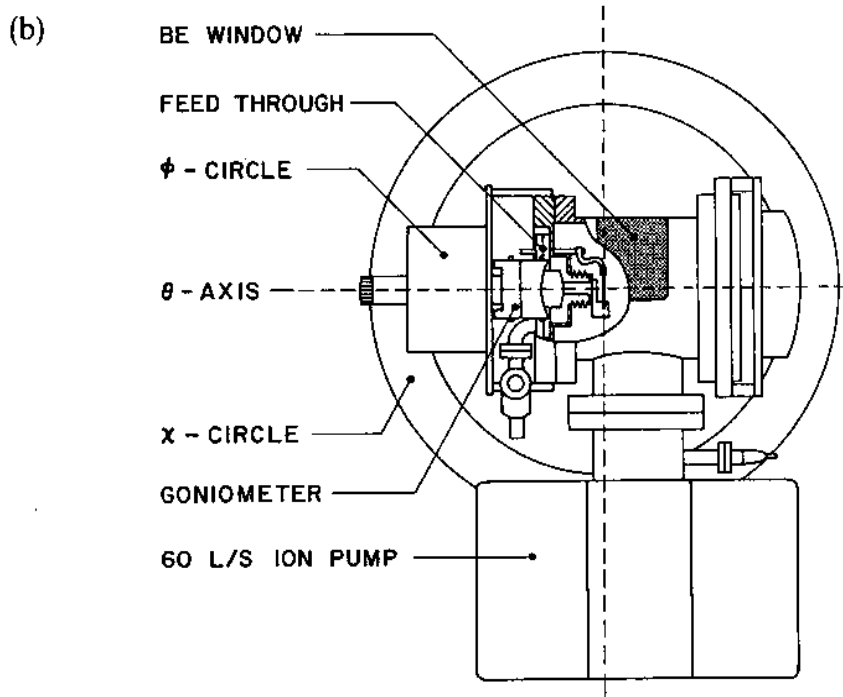 (b)
BE WINDOW
FEED THROUGH
ϕ - CIRCLE
θ - AXIS
χ - CIRCLE
GONIOMETER
60 L/S ION PUMP